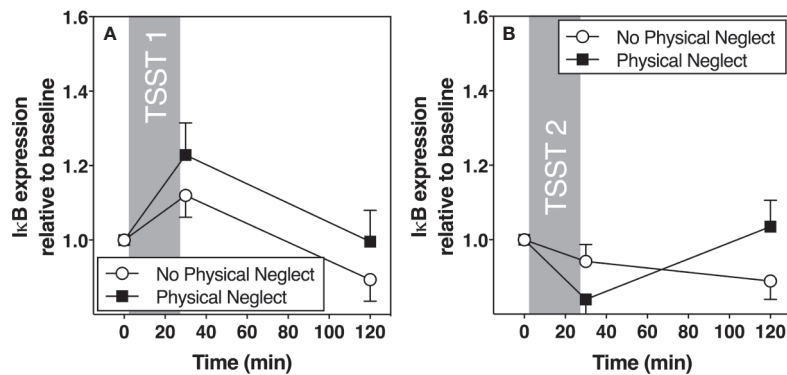 A
TSST 1
IκB expression
relative to baseline
1.6
1.4
1.2
1.0
No Physical Neglect
Physical Neglect
0 20 40 60 80 100 120
Time (min)
B
TSST 2
IκB expression
relative to baseline
1.6
1.4
1.2
1.0
No Physical Neglect
Physical Neglect
0 20 40 60 80 100 120
Time (min)